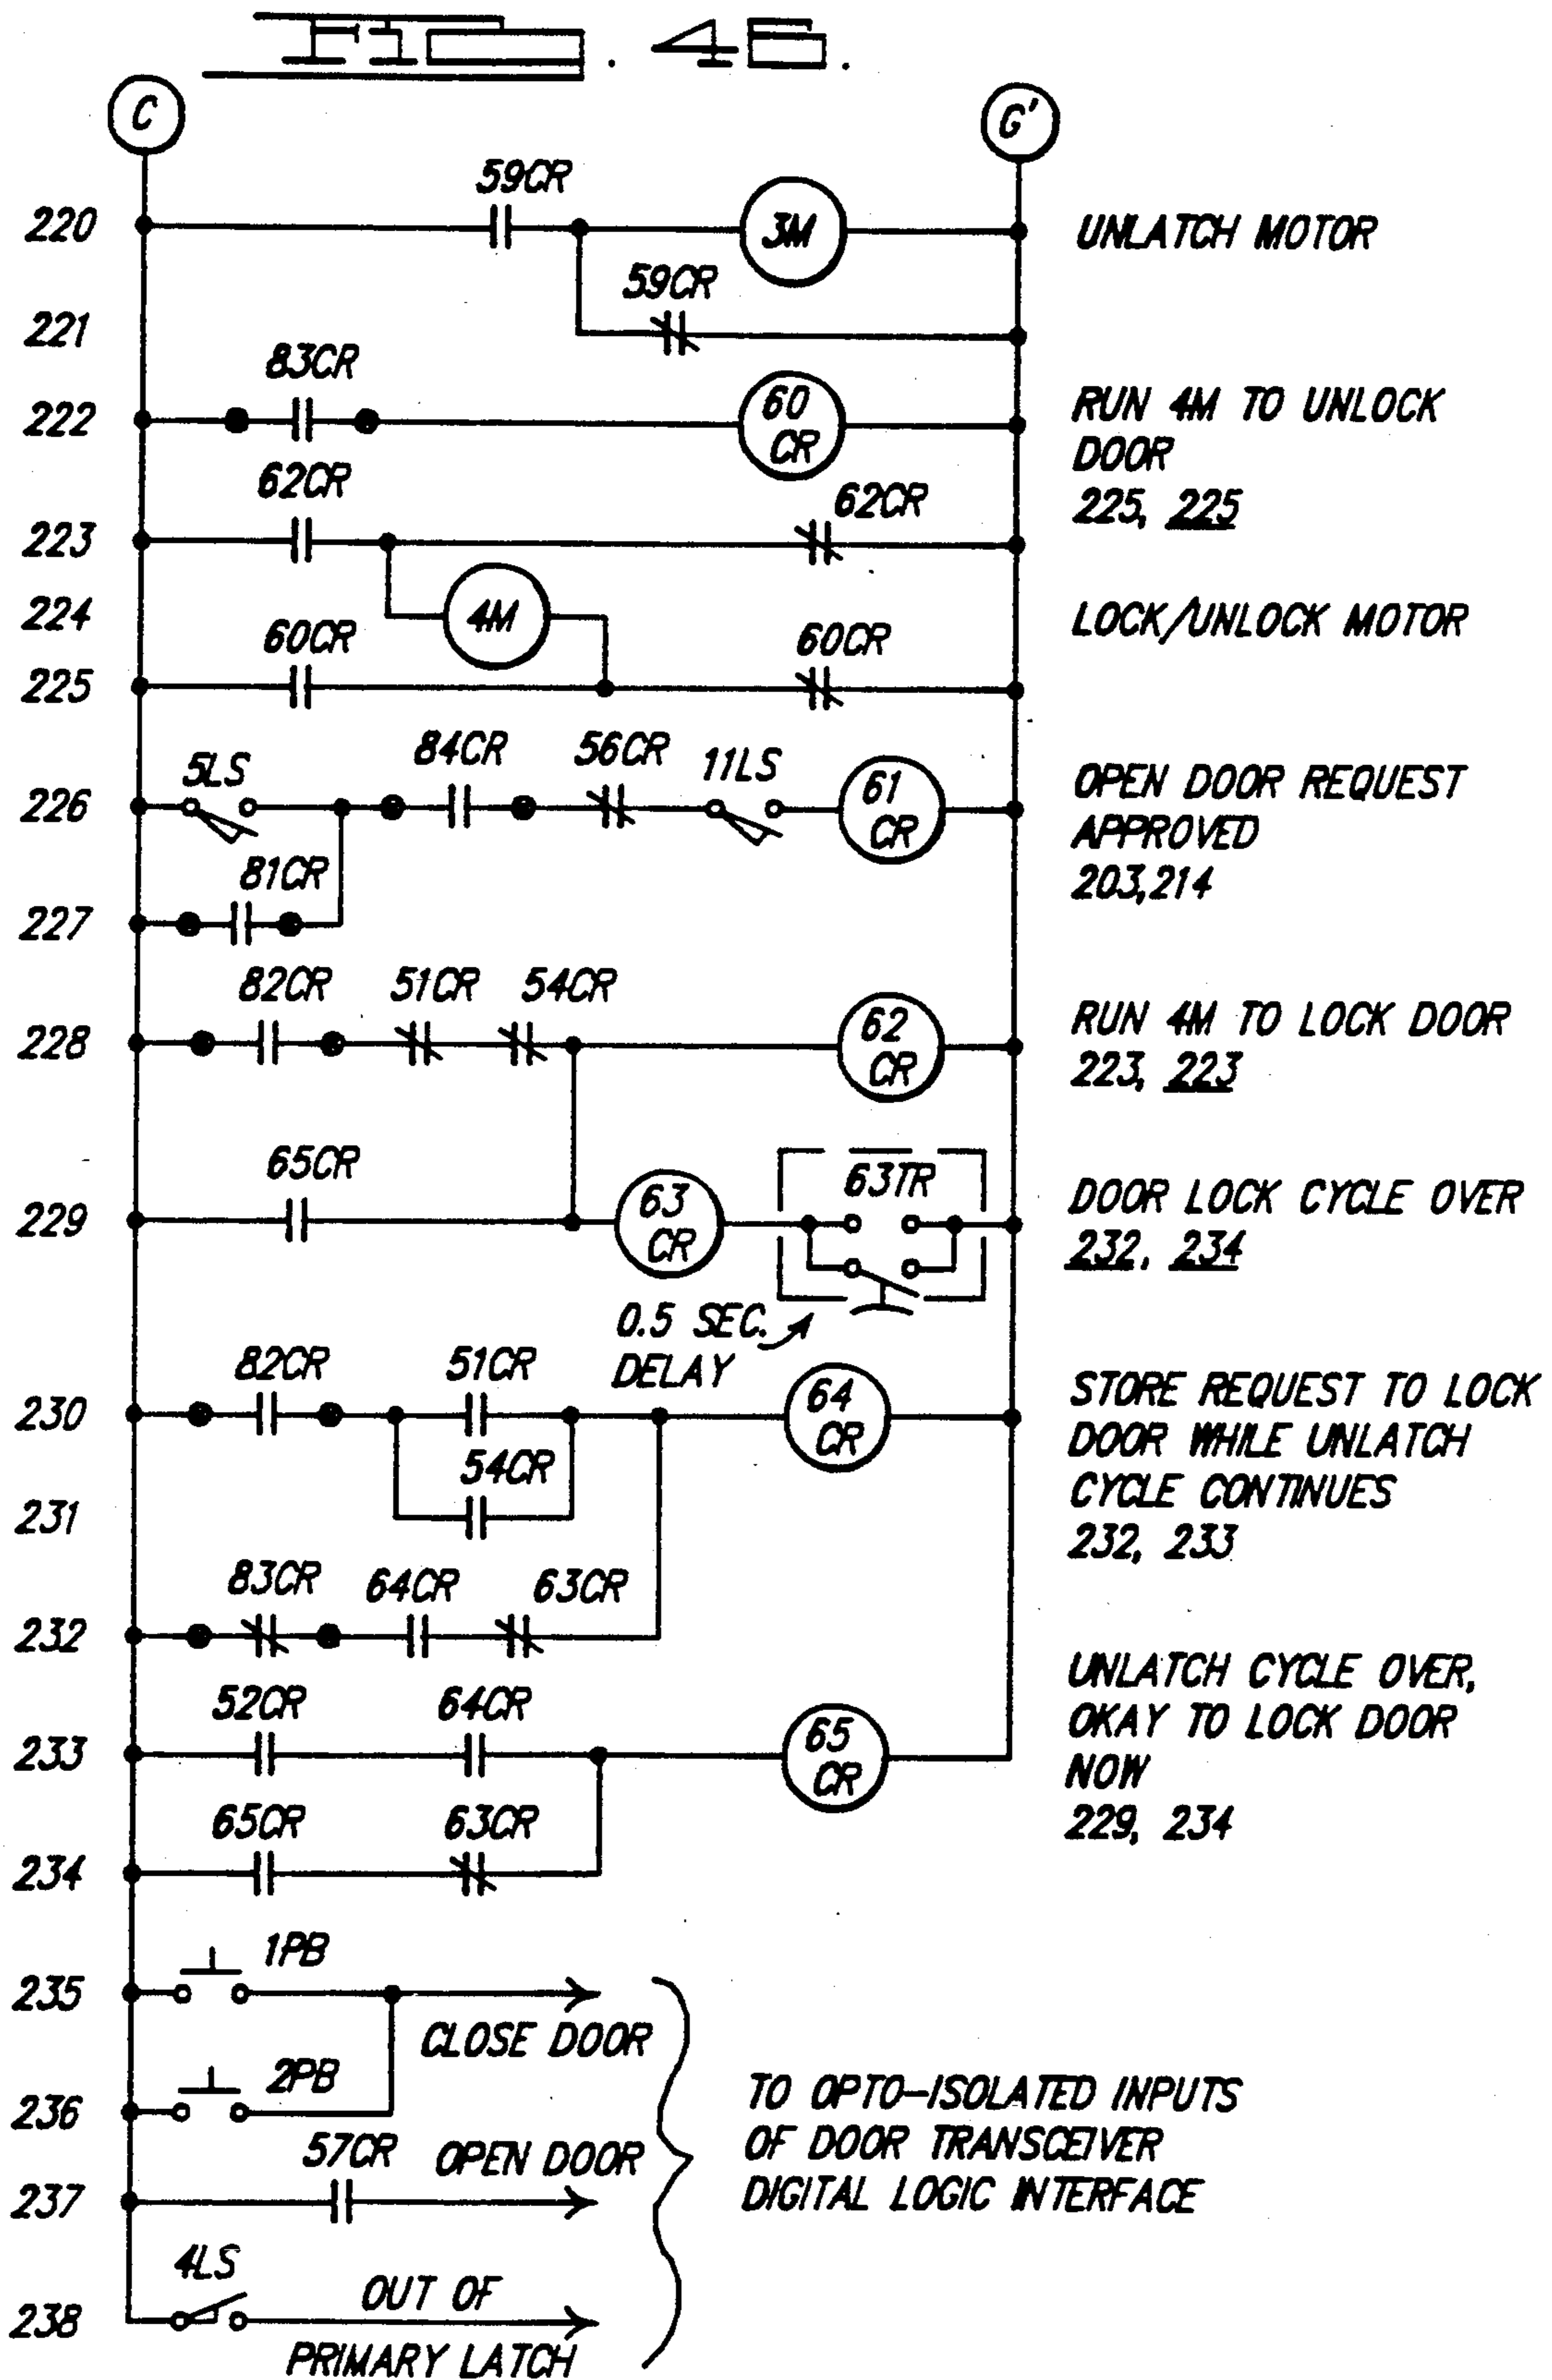 FIG. 4B.
C G'
59CR
220 3M UNLATCH MOTOR
59CR
221
83CR
222 60 CR RUN 4M TO UNLOCK
DOOR
225, 225
62CR 62CR
223
224 4M LOCK/UNLOCK MOTOR
60CR 60CR
225
5LS 84CR 56CR 11LS
226 61 CR OPEN DOOR REQUEST
APPROVED
203,214
81CR
227
82CR 51CR 54CR
228 62 CR RUN 4M TO LOCK DOOR
223, 223
65CR 63TR
229 63 CR DOOR LOCK CYCLE OVER
232, 234
0.5 SEC.
DELAY
82CR 51CR
230 64 CR STORE REQUEST TO LOCK
DOOR WHILE UNLATCH
CYCLE CONTINUES
232, 233
54CR
231
83CR 64CR 63CR
232
52CR 64CR
233 65 CR UNLATCH CYCLE OVER,
OKAY TO LOCK DOOR
NOW
229, 234
65CR 63CR
234
1PB
235
CLOSE DOOR
2PB
236
57CR OPEN DOOR
237
4LS OUT OF
238
PRIMARY LATCH
TO OPTO-ISOLATED INPUTS
OF DOOR TRANSCEIVER
DIGITAL LOGIC INTERFACE